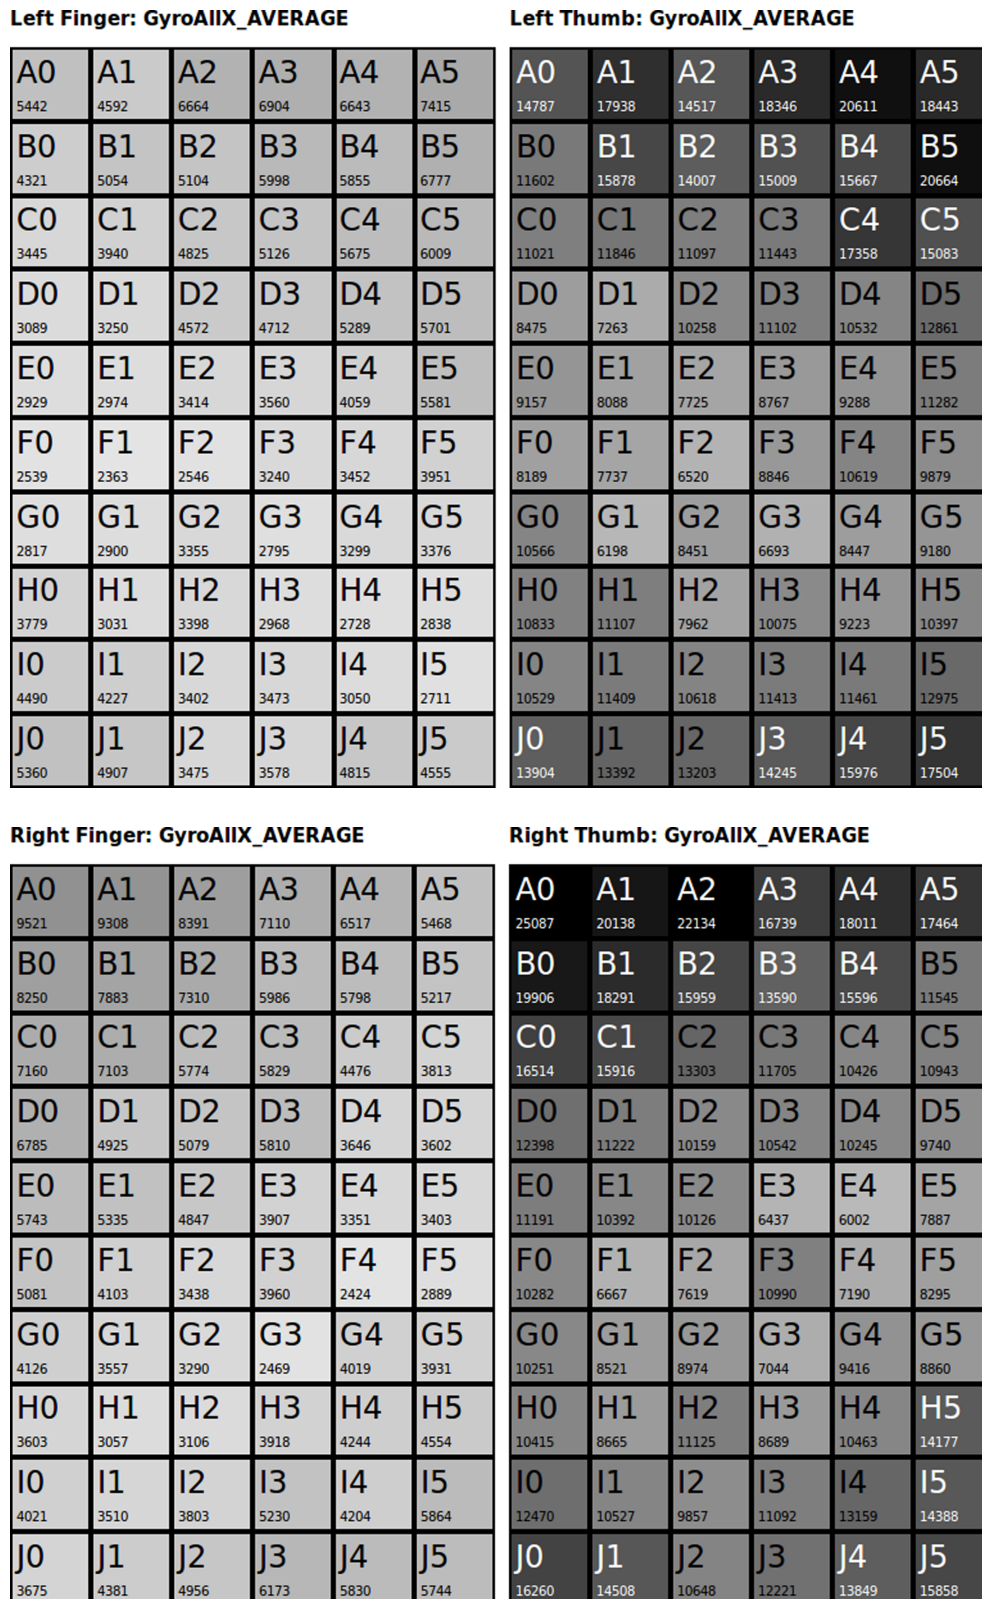 Left Finger: GyroAllX_AVERAGE Left Thumb: GyroAllX_AVERAGE
A0 A1 A2 A3 A4 A5 A0 A1 A2 A3 A4 A5
5442 4592 6664 6904 6643 7415 14787 17938 14517 18346 20611 18443
B0 B1 B2 B3 B4 B5 B0 B1 B2 B3 B4 B5
4321 5054 5104 5998 5855 6777 11602 15878 14007 15009 15667 20664
C0 C1 C2 C3 C4 C5 C0 C1 C2 C3 C4 C5
3445 3940 4825 5126 5675 6009 11021 11846 11097 11443 17358 15083
D0 D1 D2 D3 D4 D5 D0 D1 D2 D3 D4 D5
3089 3250 4572 4712 5289 5701 8475 7263 10258 11102 10532 12861
E0 E1 E2 E3 E4 E5 E0 E1 E2 E3 E4 E5
2929 2974 3414 3560 4059 5581 9157 8088 7725 8767 9288 11282
F0 F1 F2 F3 F4 F5 F0 F1 F2 F3 F4 F5
2539 2363 2546 3240 3452 3951 8189 7737 6520 8846 10619 9879
G0 G1 G2 G3 G4 G5 G0 G1 G2 G3 G4 G5
2817 2900 3355 2795 3299 3376 10566 6198 8451 6693 8447 9180
H0 H1 H2 H3 H4 H5 H0 H1 H2 H3 H4 H5
3779 3031 3398 2968 2728 2838 10833 11107 7962 10075 9223 10397
I0 I1 I2 I3 I4 I5 I0 I1 I2 I3 I4 I5
4490 4227 3402 3473 3050 2711 10529 11409 10618 11413 11461 12975
J0 J1 J2 J3 J4 J5 J0 J1 J2 J3 J4 J5
5360 4907 3475 3578 4815 4555 13904 13392 13203 14245 15976 17504
Right Finger: GyroAllX_AVERAGE Right Thumb: GyroAllX_AVERAGE
A0 A1 A2 A3 A4 A5 A0 A1 A2 A3 A4 A5
9521 9308 8391 7110 6517 5468 25087 20138 22134 16739 18011 17464
B0 B1 B2 B3 B4 B5 B0 B1 B2 B3 B4 B5
8250 7883 7310 5986 5798 5217 19906 18291 15959 13590 15596 11545
C0 C1 C2 C3 C4 C5 C0 C1 C2 C3 C4 C5
7160 7103 5774 5829 4476 3813 16514 15916 13303 11705 10426 10943
D0 D1 D2 D3 D4 D5 D0 D1 D2 D3 D4 D5
6785 4925 5079 5810 3646 3602 12398 11222 10159 10542 10245 9740
E0 E1 E2 E3 E4 E5 E0 E1 E2 E3 E4 E5
5743 5335 4847 3907 3351 3403 11191 10392 10126 6437 6002 7887
F0 F1 F2 F3 F4 F5 F0 F1 F2 F3 F4 F5
5081 4103 3438 3960 2424 2889 10282 6667 7619 10990 7190 8295
G0 G1 G2 G3 G4 G5 G0 G1 G2 G3 G4 G5
4126 3557 3290 2469 4019 3931 10251 8521 8974 7044 9416 8860
H0 H1 H2 H3 H4 H5 H0 H1 H2 H3 H4 H5
3603 3057 3106 3918 4244 4554 10415 8665 11125 8689 10463 14177
I0 I1 I2 I3 I4 I5 I0 I1 I2 I3 I4 I5
4021 3510 3803 5230 4204 5864 12470 10527 9857 11092 13159 14388
J0 J1 J2 J3 J4 J5 J0 J1 J2 J3 J4 J5
3675 4381 4956 6173 5830 5744 16260 14508 10648 12221 13849 15858